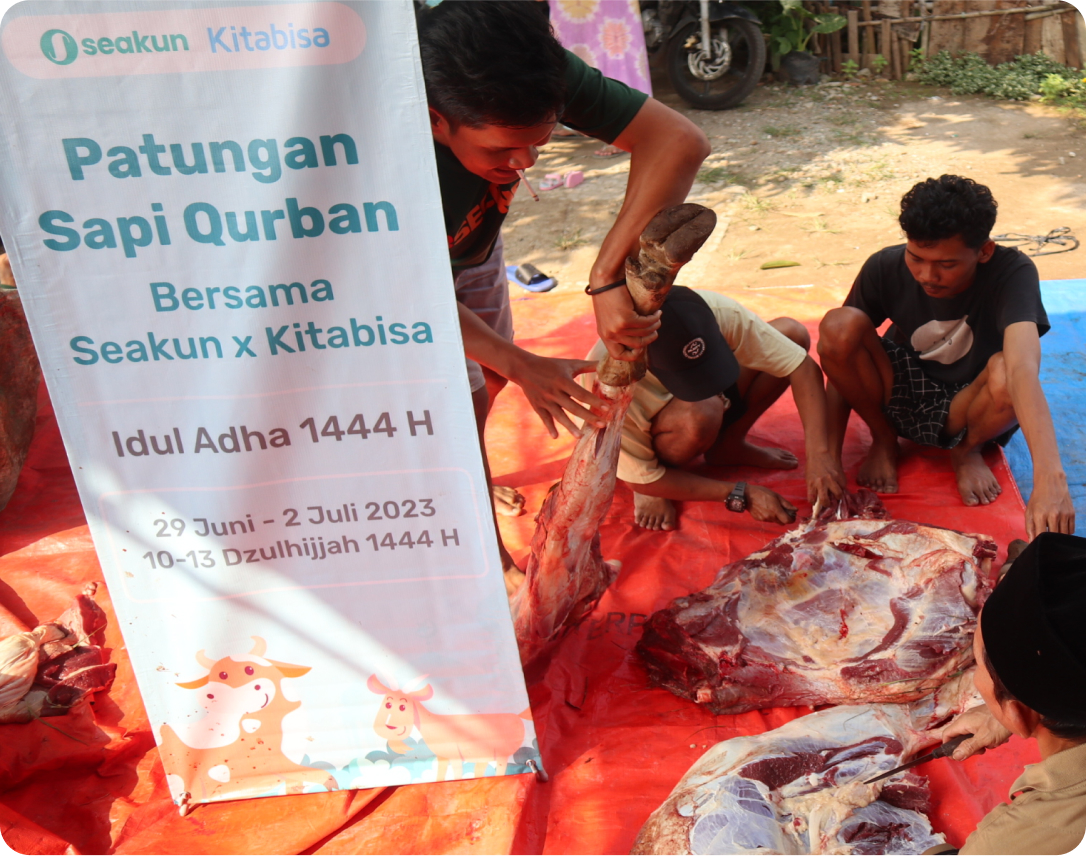 seakun Kitabisa
Patungan
Sapi Qurban
Bersama
Seakun x Kitabisa
Idul Adha 1444 H
29 Juni - 2 Juli 2023
10-13 Dzulhijjah 1444 H